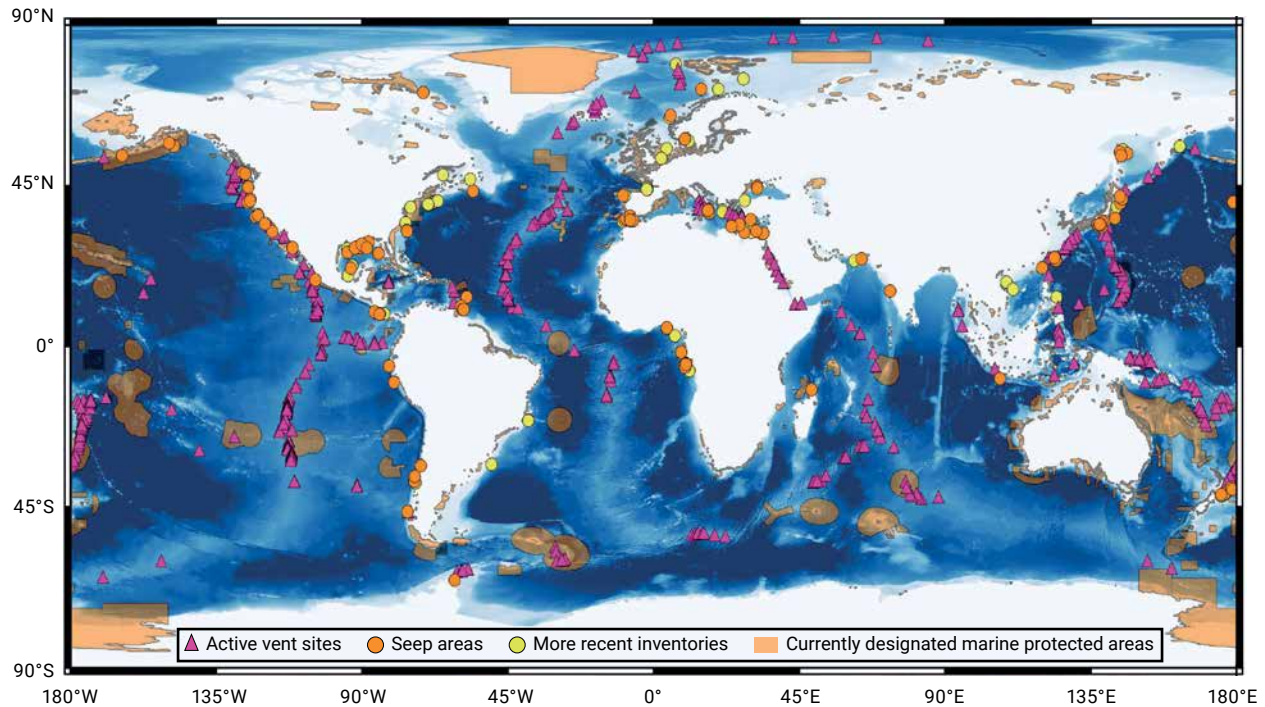 90°N
45°N
0°
45°S
90°S
Active vent sites
Seep areas
More recent inventories
Currently designated marine protected areas
180°W
135°W
90°W
45°W
0°
45°E
90°E
135°E
180°E